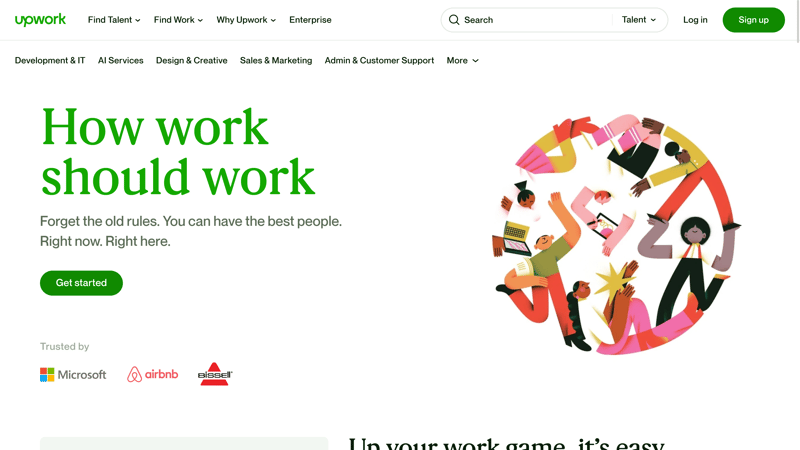 upwork Find Talent Find Work Why Upwork Enterprise Search Talent Log in Sign up
Development & IT AI Services Design & Creative Sales & Marketing Admin & Customer Support More
How work
should work
Forget the old rules. You can have the best people.
Right now. Right here.
Get started
Trusted by
Microsoft airbnb BISSELL
Up your work game, it's easy